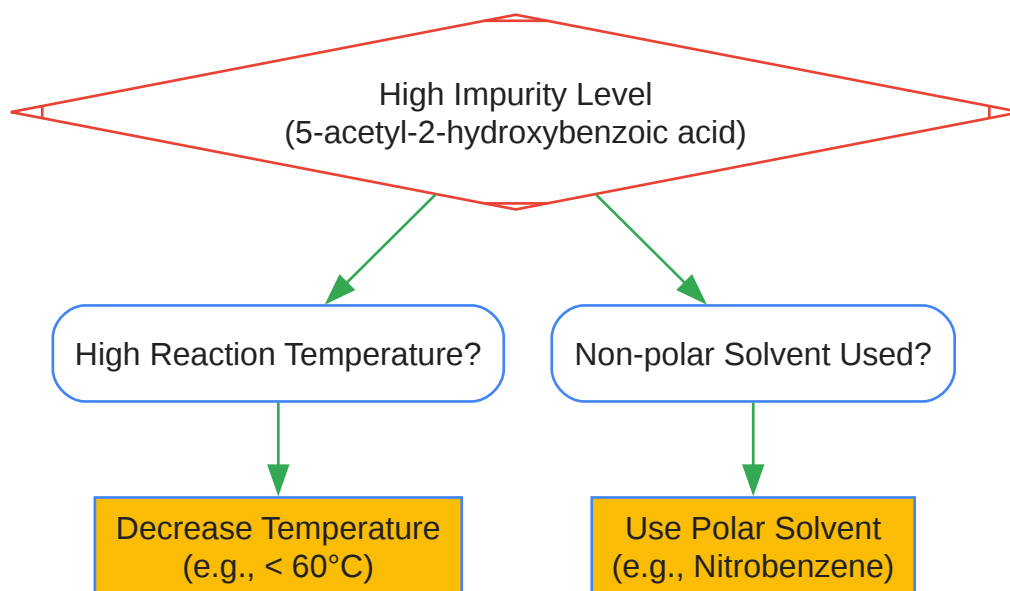 High Impurity Level
(5-acetyl-2-hydroxybenzoic acid)
High Reaction Temperature?
Non-polar Solvent Used?
Decrease Temperature
(e.g., < 60°C)
Use Polar Solvent
(e.g., Nitrobenzene)